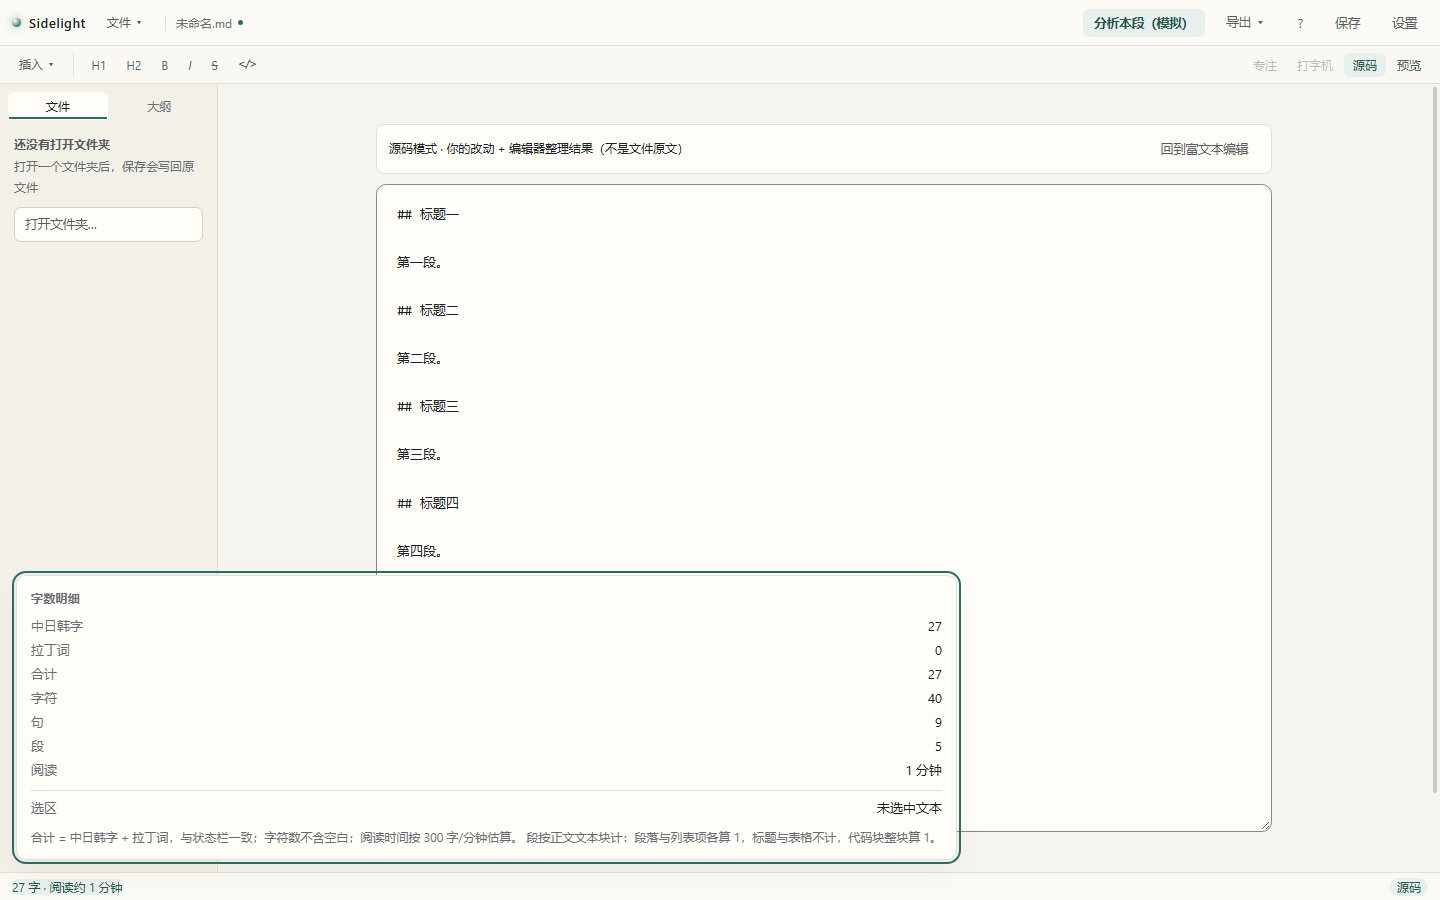 Sidelight 文件 未命名.md 分析本段（模拟） 导出 ? 保存 设置
插入 H1 H2 B I S </> 专注 打字机 源码 预览
文件 大纲
还没有打开文件夹
打开一个文件夹后，保存会写回原
文件
打开文件夹...
源码模式 · 你的改动 + 编辑器整理结果（不是文件原文） 回到富文本编辑
## 标题一
第一段。
## 标题二
第二段。
## 标题三
第三段。
## 标题四
第四段。
字数明细
中日韩字 27
拉丁词 0
合计 27
字符 40
句 9
段 5
阅读 1 分钟
选区 未选中文本
合计 = 中日韩字 + 拉丁词，与状态栏一致；字符数不含空白；阅读时间按 300 字/分钟估算。 段按正文文本块计：段落与列表项各算 1，标题与表格不计，代码块整块算 1。
27 字 · 阅读约 1 分钟 源码